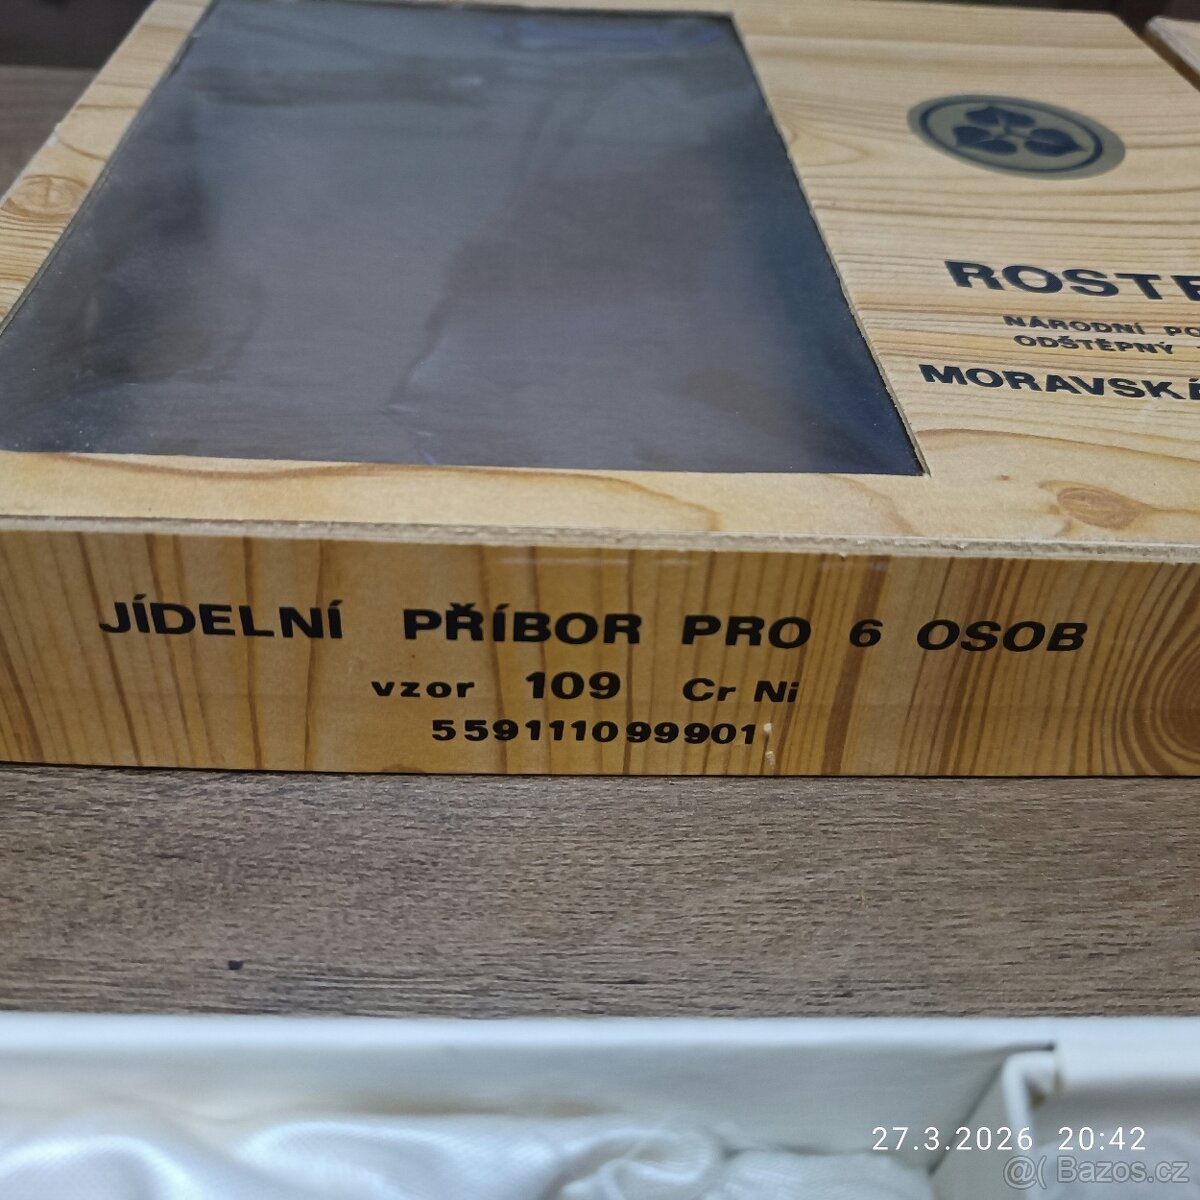 ROSTE
NÁRODNÍ PO
ODŠTĚPNÝ
MORAVSKÁ
JÍDELNÍ PŘÍBOR PRO 6 OSOB
vzor 109 Cr Ni
5591111099901
27.3.2026 20:42
@( Bazos.cz